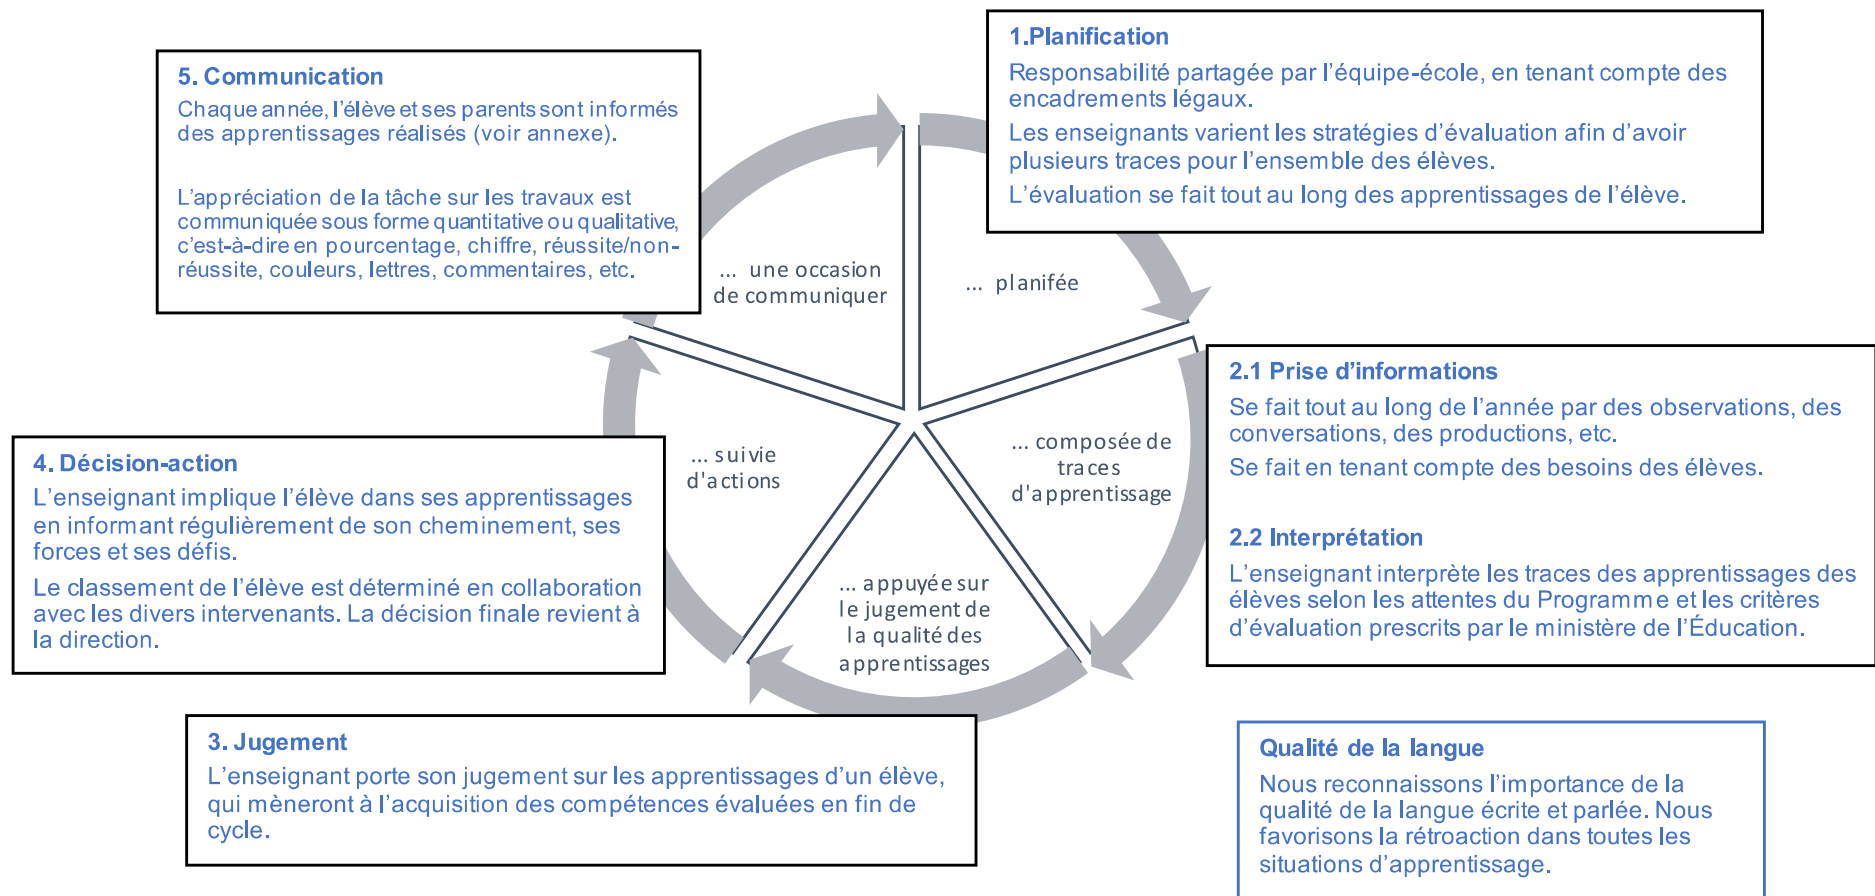 1.Planification
Responsabilité partagée par l'équipe-école, en tenant compte des
encadrements légaux.
Les enseignants varient les stratégies d'évaluation afin d'avoir
plusieurs traces pour l'ensemble des élèves.
L'évaluation se fait tout au long des apprentissages de l'élève.
5. Communication
Chaque année, l'élève et ses parents sont informés
des apprentissages réalisés (voir annexe).
L'appréciation de la tâche sur les travaux est
communiquée sous forme quantitative ou qualitative,
c'est-à-dire en pourcentage, chiffre, réussite/non-
réussite, couleurs, lettres, commentaires, etc.
... une occasion
de communiquer
... planifée
2.1 Prise d'informations
Se fait tout au long de l'année par des observations, des
conversations, des productions, etc.
Se fait en tenant compte des besoins des élèves.
2.2 Interprétation
L'enseignant interprète les traces des apprentissages des
élèves selon les attentes du Programme et les critères
d'évaluation prescrits par le ministère de l'Éducation.
... composée de
traces
d'apprentissage
... suivie
d'actions
4. Décision-action
L'enseignant implique l'élève dans ses apprentissages
en informant régulièrement de son cheminement, ses
forces et ses défis.
Le classement de l'élève est déterminé en collaboration
avec les divers intervenants. La décision finale revient à
la direction.
... appuyée sur
le jugement de
la qualité des
apprentissages
3. Jugement
L'enseignant porte son jugement sur les apprentissages d'un élève,
qui mèneront à l'acquisition des compétences évaluées en fin de
cycle.
Qualité de la langue
Nous reconnaissons l'importance de la
qualité de la langue écrite et parlée. Nous
favorisons la rétroaction dans toutes les
situations d'apprentissage.